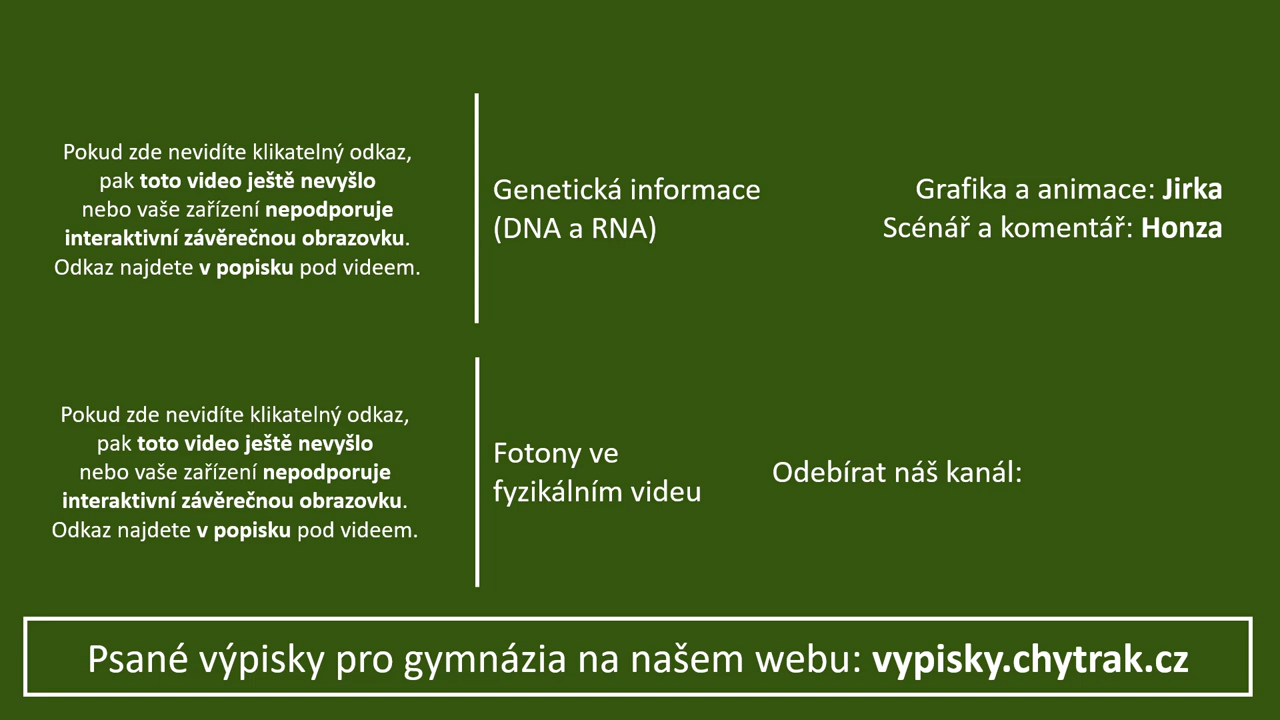 Pokud zde nevidíte klikatelný odkaz,
pak toto video ještě nevyšlo
nebo vaše zařízení nepodporuje
interaktivní závěrečnou obrazovku.
Odkaz najdete v popisku pod videem.
Genetická informace
(DNA a RNA)
Grafika a animace: Jirka
Scénář a komentář: Honza
Pokud zde nevidíte klikatelný odkaz,
pak toto video ještě nevyšlo
nebo vaše zařízení nepodporuje
interaktivní závěrečnou obrazovku.
Odkaz najdete v popisku pod videem.
Fotony ve
fyzikálním videu
Odebírat náš kanál:
Psané výpisky pro gymnázia na našem webu: vypisky.chytrak.cz